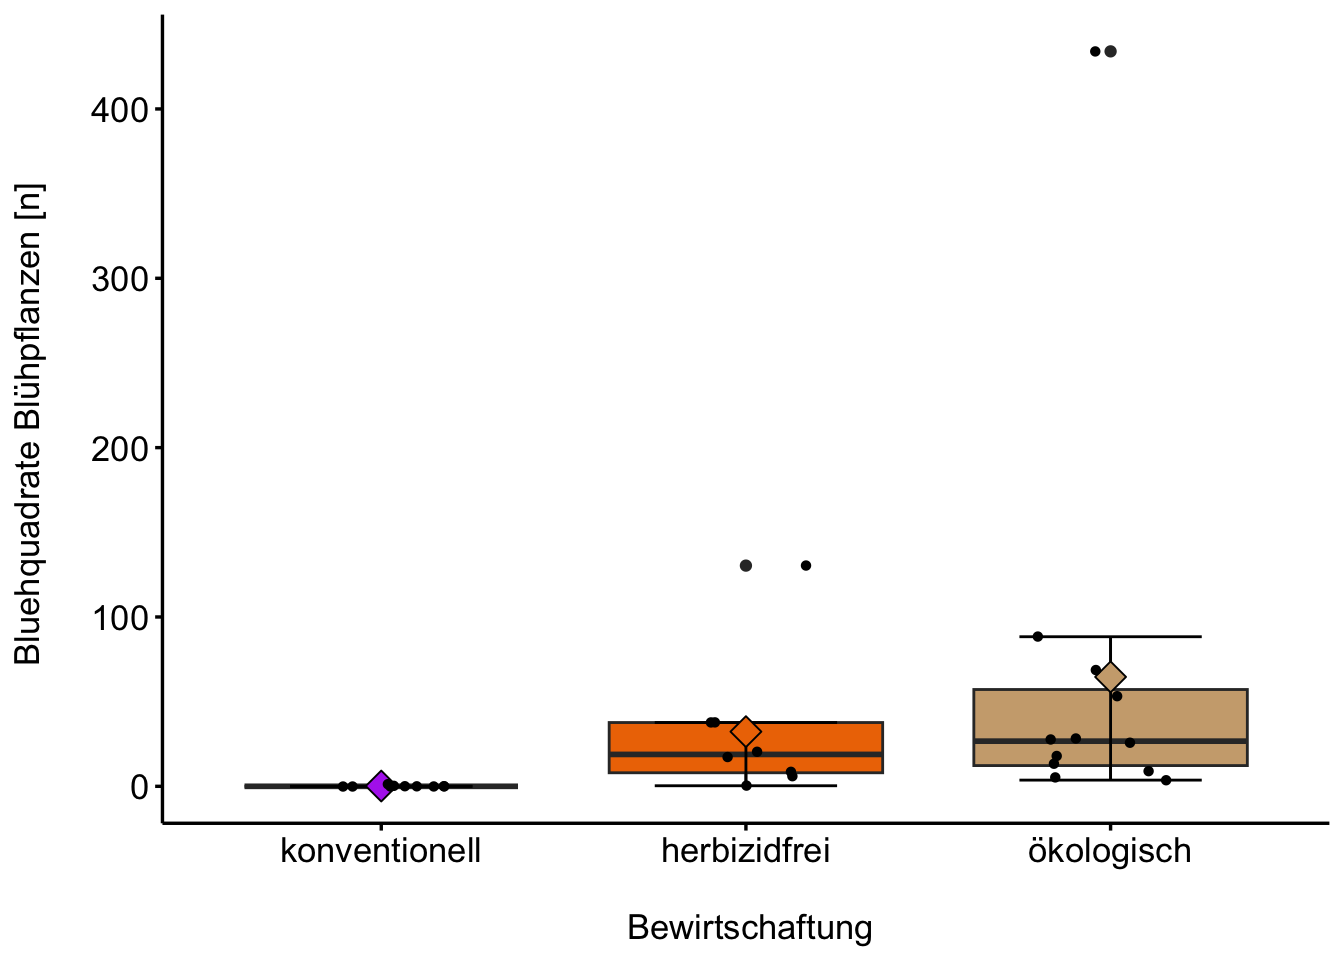 Bluehquadrate Blühpflanzen [n]
400
300
200
100
0
konventionell
herbizidfrei
ökologisch
Bewirtschaftung